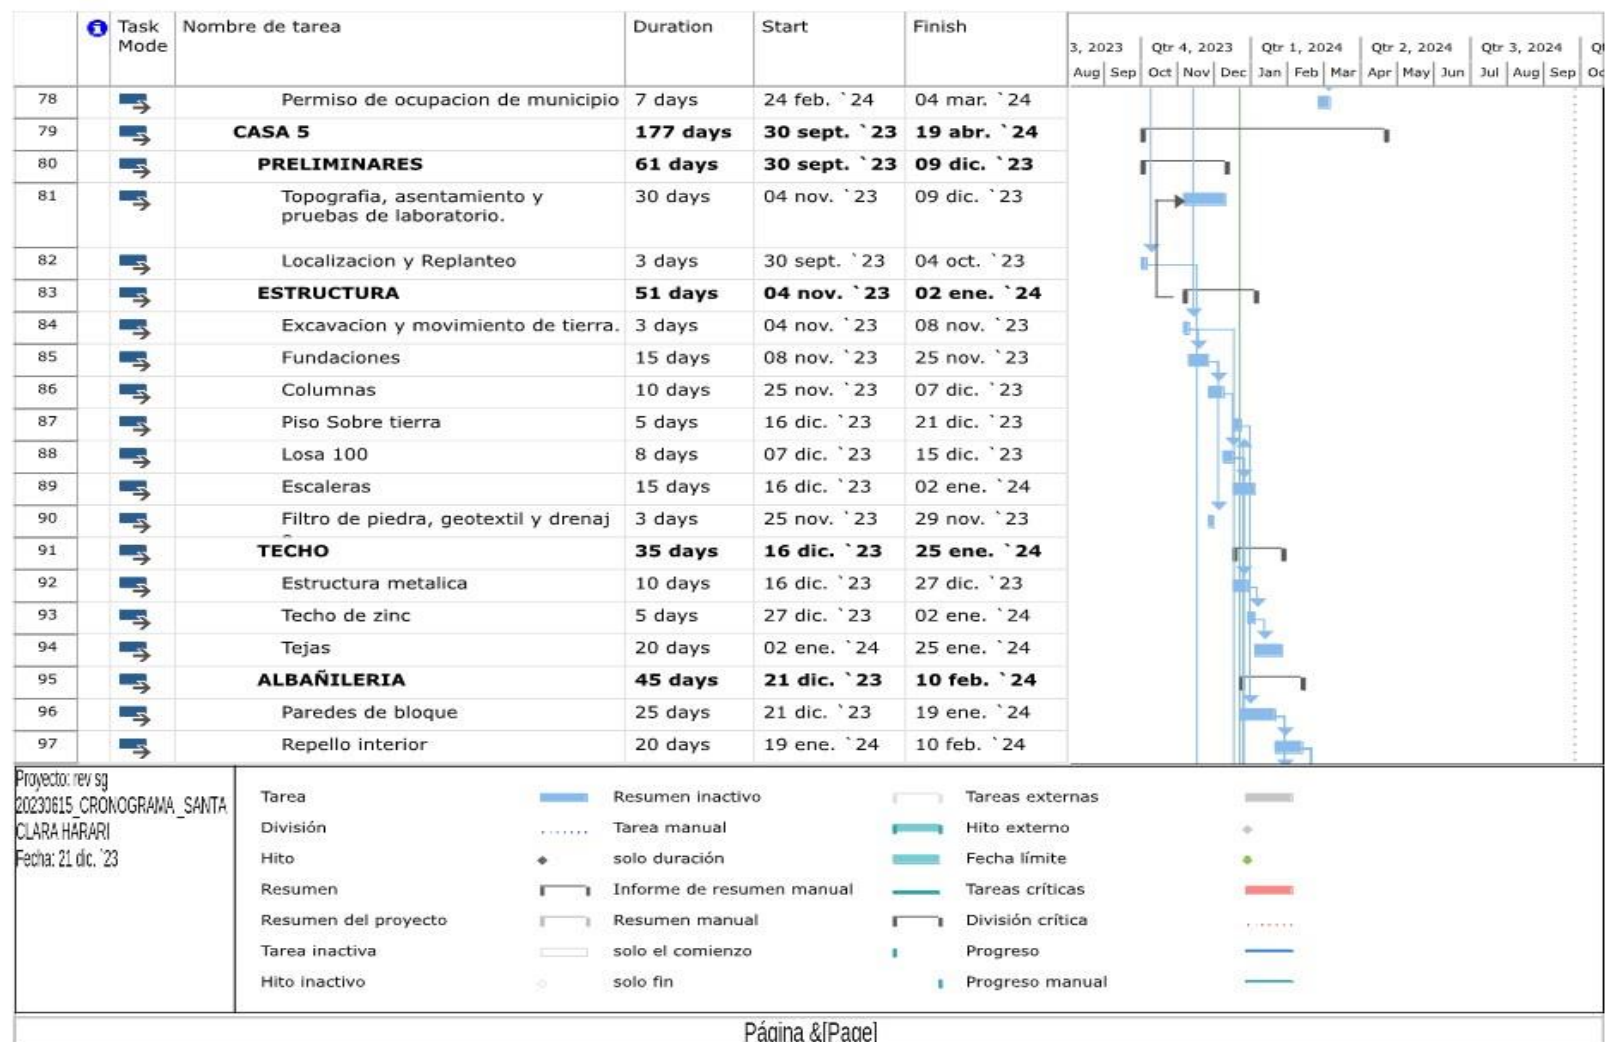 Task Mode Nombre de tarea Duration Start Finish
3, 2023 Qtr 4, 2023 Qtr 1, 2024 Qtr 2, 2024 Qtr 3, 2024
Aug Sep Oct Nov Dec Jan Feb Mar Apr May Jun Jul Aug Sep
78 Permiso de ocupacion de municipio 7 days 24 feb. `24 04 mar. `24
79 CASA 5 177 days 30 sept. `23 19 abr. `24
80 PRELIMINARES 61 days 30 sept. `23 09 dic. `23
81 Topografia, asentamiento y 30 days 04 nov. `23 09 dic. `23
pruebas de laboratorio.
82 Localizacion y Replanteo 3 days 30 sept. `23 04 oct. `23
83 ESTRUCTURA 51 days 04 nov. `23 02 ene. `24
84 Excavacion y movimiento de tierra. 3 days 04 nov. `23 08 nov. `23
85 Fundaciones 15 days 08 nov. `23 25 nov. `23
86 Columnas 10 days 25 nov. `23 07 dic. `23
87 Piso Sobre tierra 5 days 16 dic. `23 21 dic. `23
88 Losa 100 8 days 07 dic. `23 15 dic. `23
89 Escaleras 15 days 16 dic. `23 02 ene. `24
90 Filtro de piedra, geotextil y drenaj 3 days 25 nov. `23 29 nov. `23
91 TECHO 35 days 16 dic. `23 25 ene. `24
92 Estructura metalica 10 days 16 dic. `23 27 dic. `23
93 Techo de zinc 5 days 27 dic. `23 02 ene. `24
94 Tejas 20 days 02 ene. `24 25 ene. `24
95 ALBAÑILERIA 45 days 21 dic. `23 10 feb. `24
96 Paredes de bloque 25 days 21 dic. `23 19 ene. `24
97 Repello interior 20 days 19 ene. `24 10 feb. `24
Proyecto: rev sg
20230615_CRONOGRAMA_SANTA
CLARA HARARI
Fecha: 21 dic. `23
Tarea Resumen inactivo Tareas externas
División Tarea manual Hito externo
Hito solo duración Fecha límite
Resumen Informe de resumen manual Tareas críticas
Resumen del proyecto Resumen manual División crítica
Tarea inactiva solo el comienzo Progreso
Hito inactivo solo fin Progreso manual
Página &[Page]